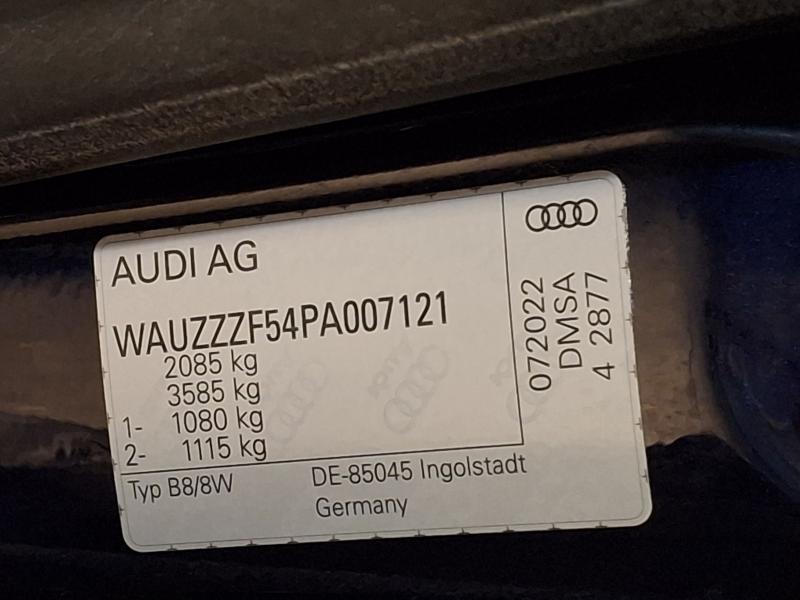 AUDI AG
WAUZZZF54PA007121
2085 kg
3585 kg
1- 1080 kg
2- 1115 kg
Typ B8/8W
DE-85045 Ingolstadt
Germany
072022
DMSA
4 2877